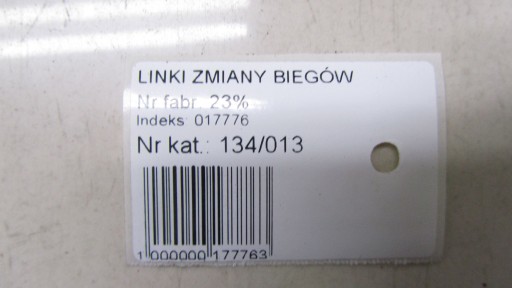 LINKI ZMIANY BIEGÓW
Nr fabr. 23%
Indeks: 017776
Nr kat.: 134/013
1 000000 177763